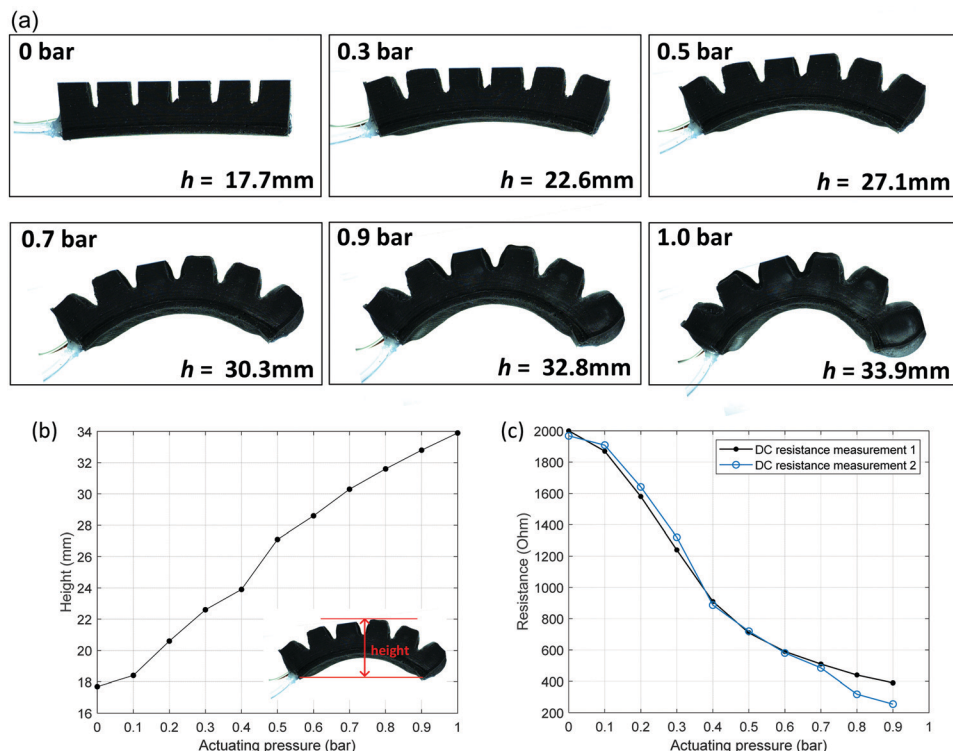 (a)
0 bar
h = 17.7mm
0.3 bar
h = 22.6mm
0.5 bar
h = 27.1mm
0.7 bar
h = 30.3mm
0.9 bar
h = 32.8mm
1.0 bar
h = 33.9mm
(b)
34
32
30
28
26
24
22
20
18
16
Height (mm)
height
0 0.1 0.2 0.3 0.4 0.5 0.6 0.7 0.8 0.9 1
Actuating pressure (bar)
(c)
2000
1800
1600
1400
1200
1000
800
600
400
200
Resistance (Ohm)
DC resistance measurement 1
DC resistance measurement 2
0 0.1 0.2 0.3 0.4 0.5 0.6 0.7 0.8 0.9 1
Actuating pressure (bar)